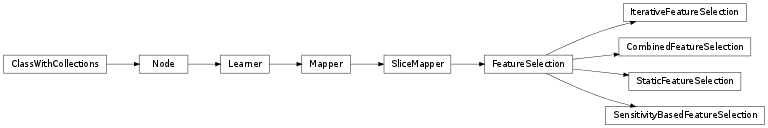 ClassWithCollections
Node
Learner
Mapper
SliceMapper
FeatureSelection
IterativeFeatureSelection
CombinedFeatureSelection
StaticFeatureSelection
SensitivityBasedFeatureSelection